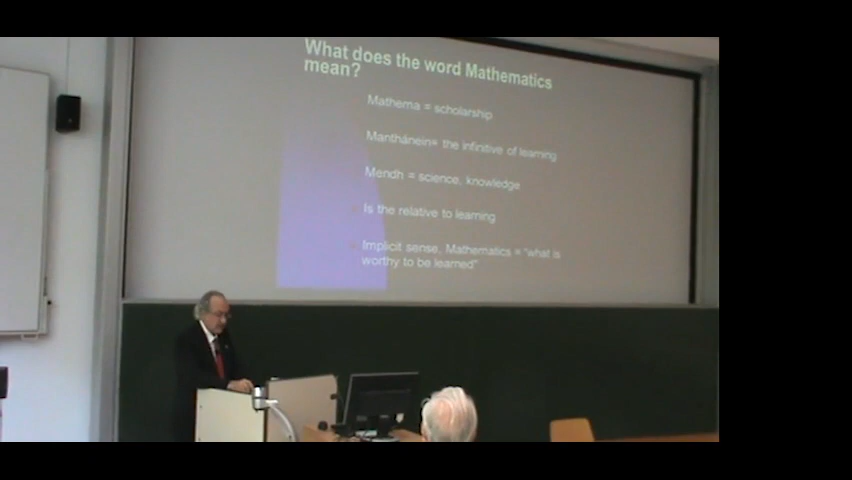 What does the word Mathematics
mean?
Mathema = scholarship
Manthánein= the infinitive of learning
Mendh = science, knowledge
Is the relative to learning
Implicit sense, Mathematics = "what is
worthy to be learned"